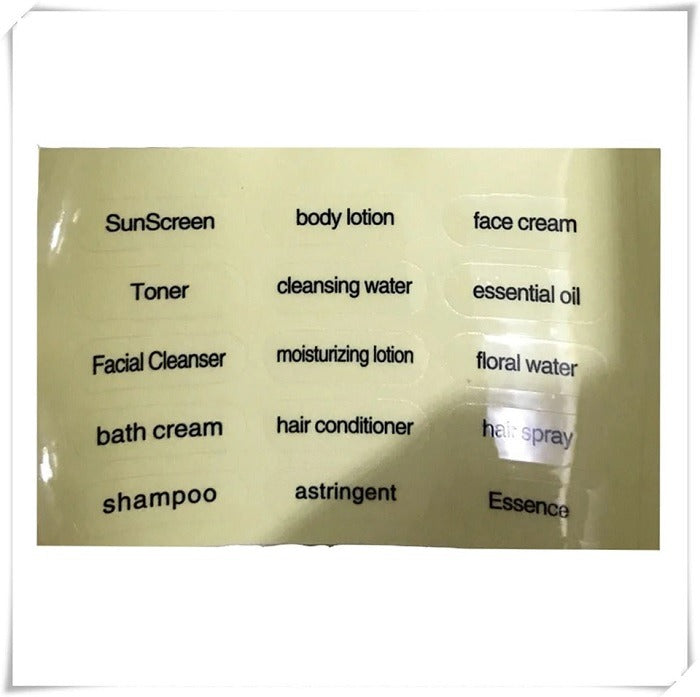 SunScreen body lotion face cream
Toner cleansing water essential oil
Facial Cleanser moisturizing lotion floral water
bath cream hair conditioner hair spray
shampoo astringent Essence